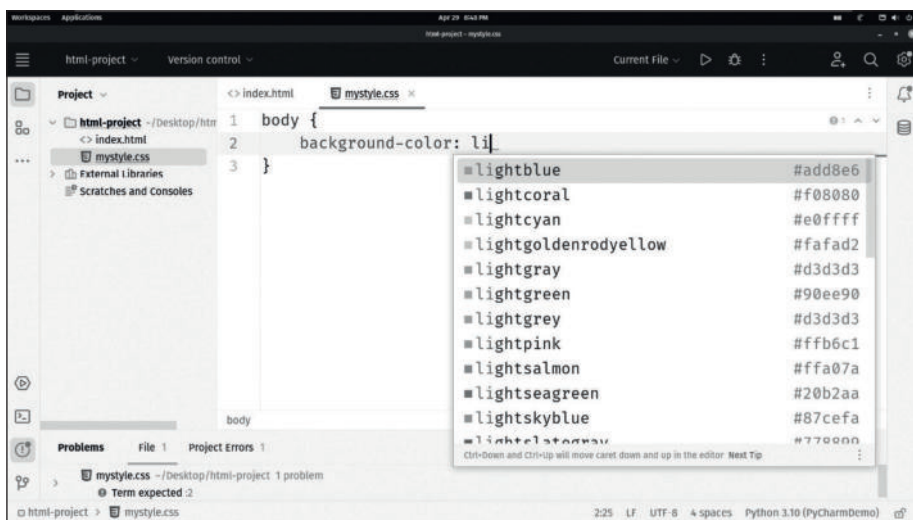 Workspaces Applications Apr 29 6:48 PM
html-project – mystyle.css
html-project Version control Current File
Project
index.html
mystyle.css
html-project ~/Desktop/htm
index.html
mystyle.css
External Libraries
Scratches and Consoles
1 body {
2 background-color: li
3 }
1
lightblue #add8e6
lightcoral #f08080
lightcyan #e0ffff
lightgoldenrodyellow #fafad2
lightgray #d3d3d3
lightgreen #90ee90
lightgrey #d3d3d3
lightpink #ffb6c1
lightsalmon #ffa07a
lightseagreen #20b2aa
lightskyblue #87cefa
lightslategray #778899
Ctrl+Down and Ctrl+Up will move caret down and up in the editor Next Tip
body
Problems File 1 Project Errors 1
mystyle.css ~/Desktop/html-project 1 problem
Term expected :2
html-project > mystyle.css 2:25 LF UTF-8 4 spaces Python 3.10 (PyCharmDemo)